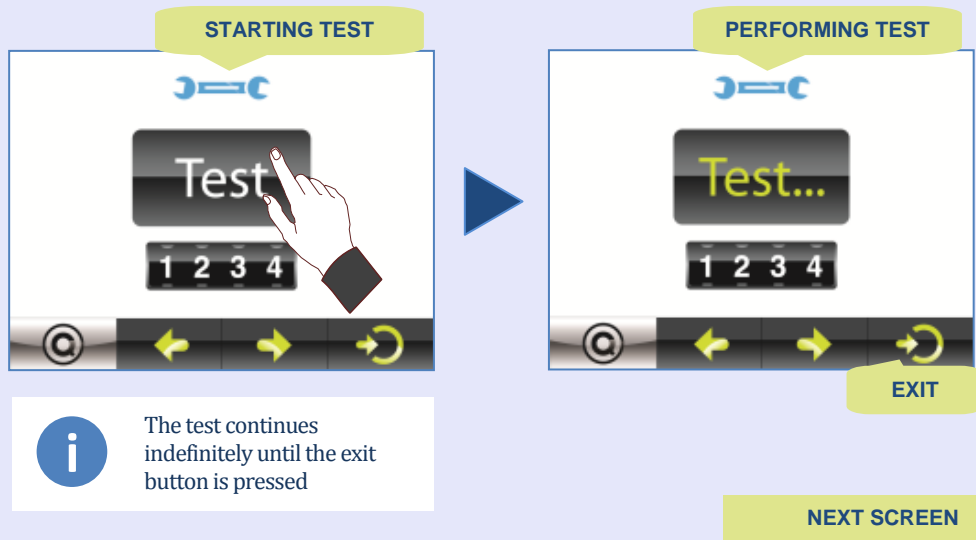 STARTING TEST
Test
1 2 3 4
The test continues
indefinitely until the exit
button is pressed
PERFORMING TEST
Test...
1 2 3 4
EXIT
NEXT SCREEN